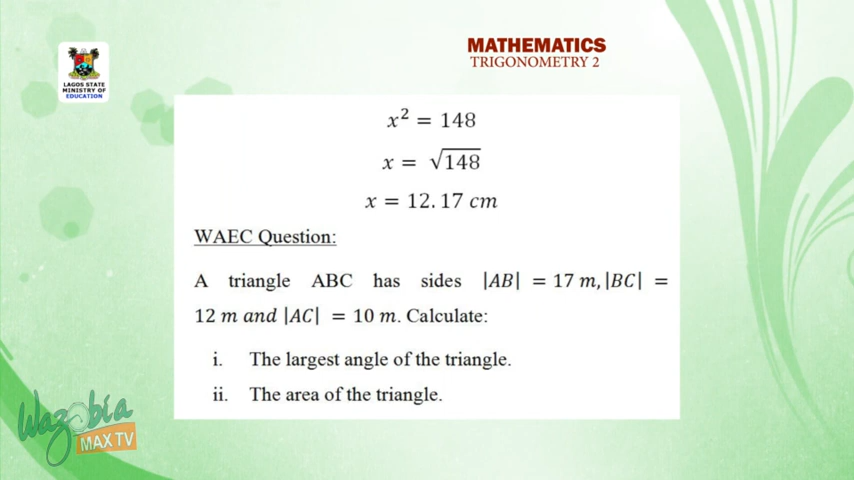 MATHEMATICS
TRIGONOMETRY 2
LAGOS STATE
MINISTRY OF
EDUCATION
x² = 148
x = √148
x = 12.17 cm
WAEC Question:
A triangle ABC has sides |AB| = 17 m, |BC| =
12 m and |AC| = 10 m. Calculate:
i. The largest angle of the triangle.
ii. The area of the triangle.
Wazobia
MAX TV